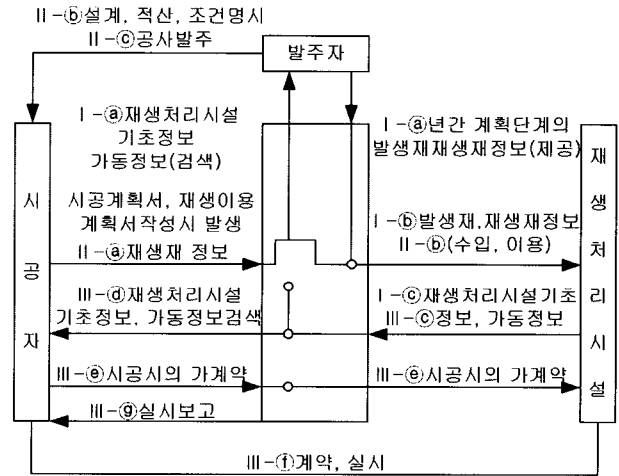 II-ⓑ설계, 적산, 조건명시
II-ⓒ공사발주
발주자
I-ⓐ재생처리시설
기초정보
가동정보(검색)
I-ⓐ년간 계획단계의
발생재재생재정보(제공)
시공자
재생처리시설
시공계획서, 재생이용
계획서작성시 발생
II-ⓐ재생재 정보
I-ⓑ발생재,재생재정보
II-ⓑ(수입, 이용)
III-ⓓ재생처리시설
기초정보, 가동정보검색
I-ⓒ재생처리시설기초
III-ⓒ정보, 가동정보
III-ⓔ시공시의 가계약
III-ⓔ시공시의 가계약
III-ⓖ실시보고
III-ⓕ계약, 실시